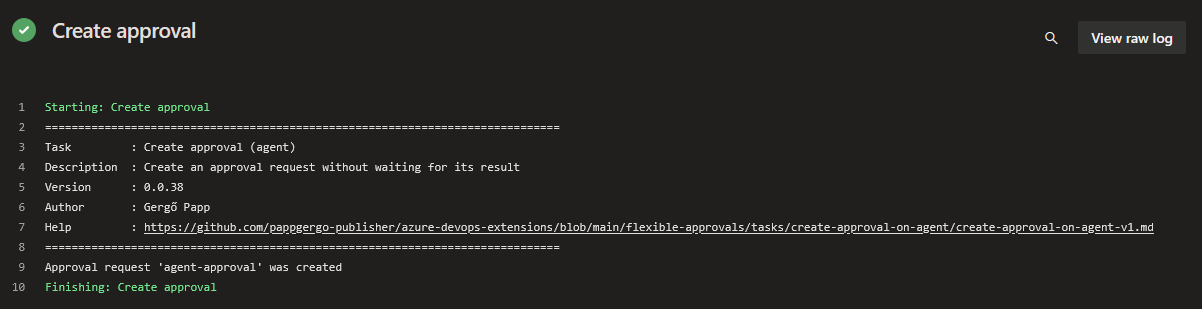 Create approval
View raw log
1 Starting: Create approval
2 ==============================================================================
3 Task         : Create approval (agent)
4 Description  : Create an approval request without waiting for its result
5 Version      : 0.0.38
6 Author       : Gergő Papp
7 Help         : https://github.com/pappgergo-publisher/azure-devops-extensions/blob/main/flexible-approvals/tasks/create-approval-on-agent/create-approval-on-agent-v1.md
8 ==============================================================================
9 Approval request 'agent-approval' was created
10 Finishing: Create approval